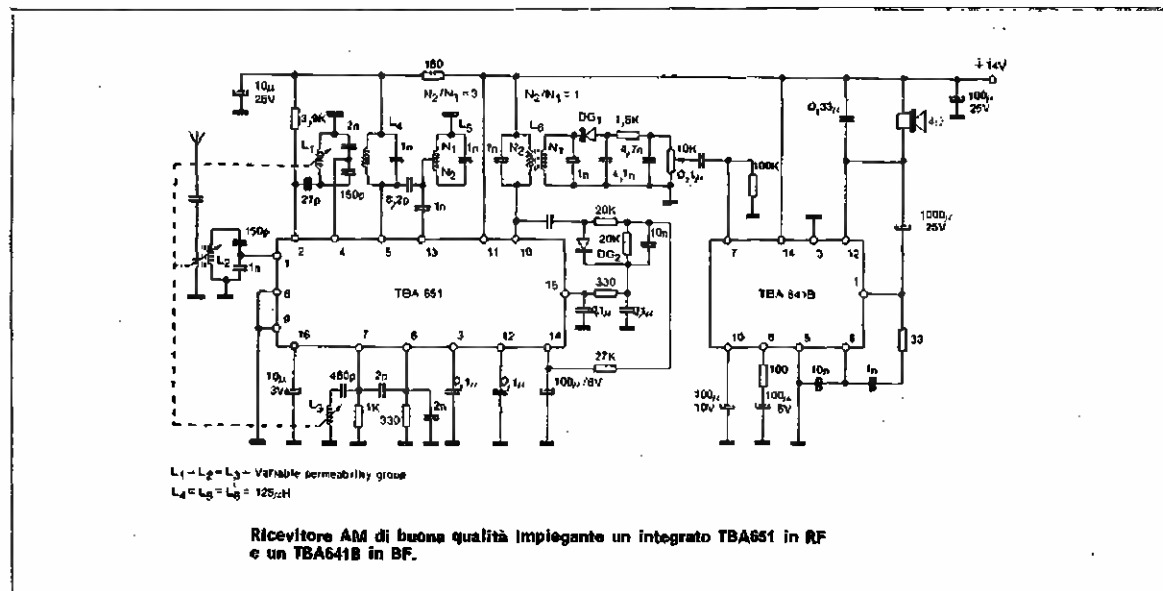 180
+14V
10µ
25V
N₂/N₁ = 3
N₂/N₁ = 1
100µ
25V
3,9K
2n
L₁
L₄
L₅
L₆
DG₁
1,8K
0,33µ
4Ω
1n
N₁
N₂
1n
1n
N₂
N₁
4,7n
10K
100K
27p
150p
8,2p
1n
1n
4,7n
0,1µ
1000µ
25V
150p
L₂
1n
20K
20K
10n
DG₂
2
4
5
13
11
10
7
14
3
12
1
8
9
TBA 651
15
330
0,1µ
0,1µ
TBA 641B
1
16
7
6
3
12
14
10
6
5
8
27K
33
10µ
3V
460p
2n
L₃
1K
330
2n
0,1µ
0,1µ
100µ/6V
100
10n
1n
100µ
10V
100µ
6V
L₁ – L₂ = L₃ – Variable permeability group
L₄ = L₅ = L₆ = 125µH
Ricevitore AM di buona qualità impiegante un integrato TBA651 in RF
e un TBA641B in BF.